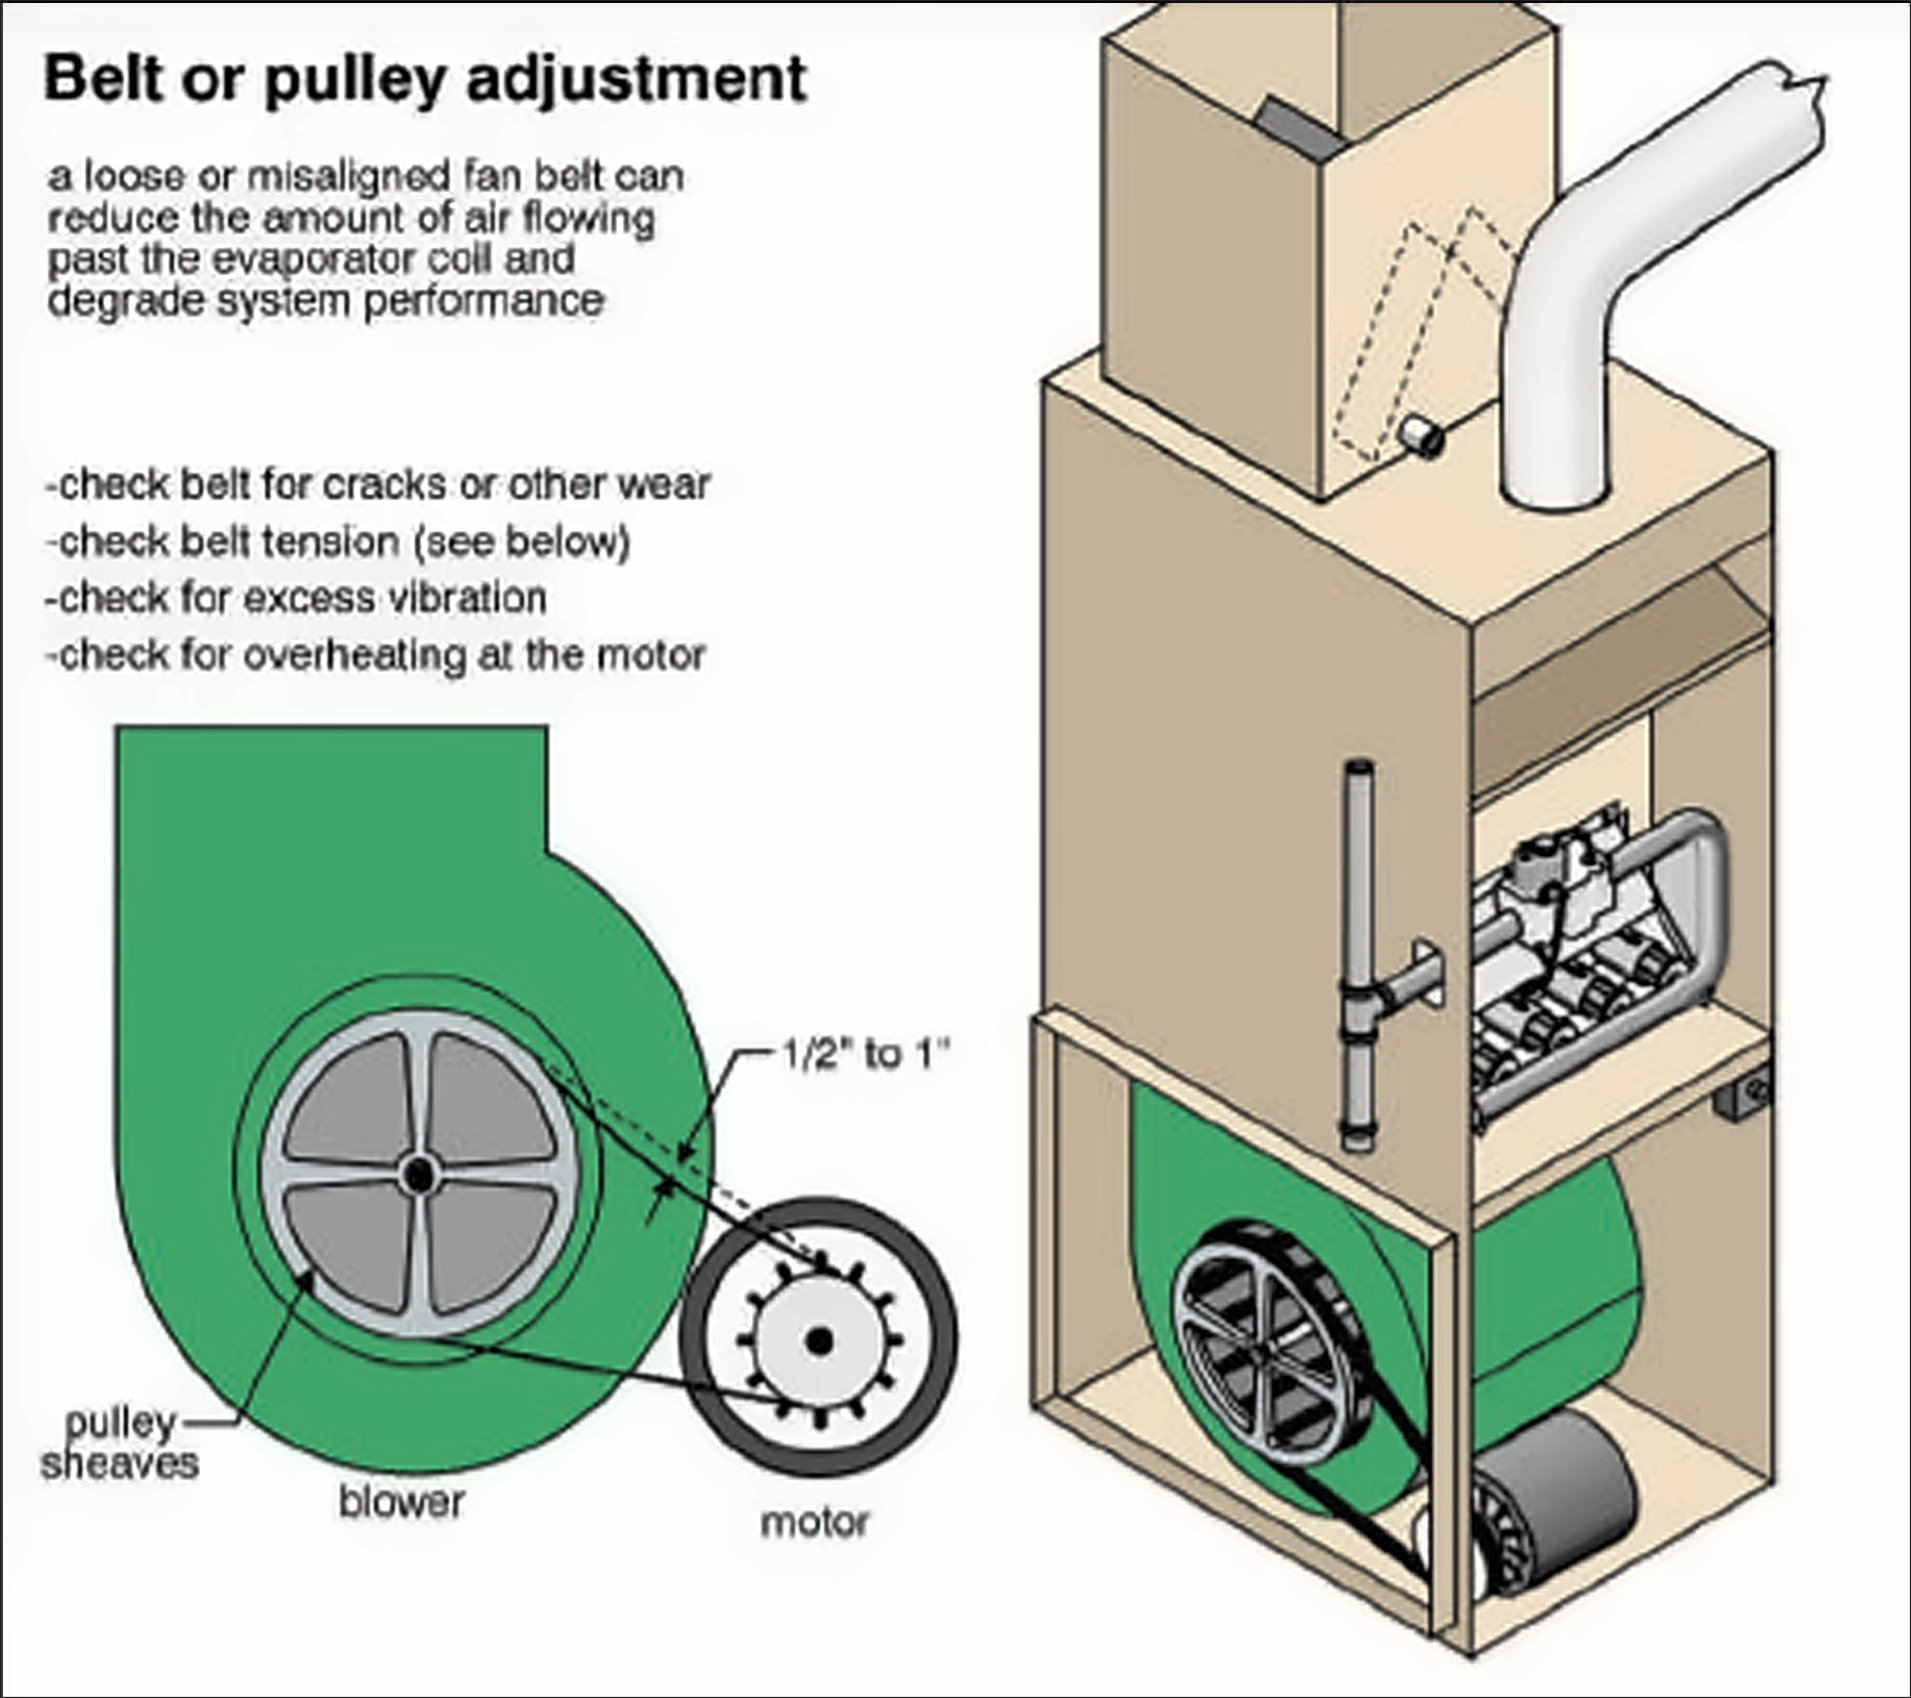 Belt or pulley adjustment
a loose or misaligned fan belt can
reduce the amount of air flowing
past the evaporator coil and
degrade system performance
-check belt for cracks or other wear
-check belt tension (see below)
-check for excess vibration
-check for overheating at the motor
1/2" to 1"
pulley
sheaves
blower
motor